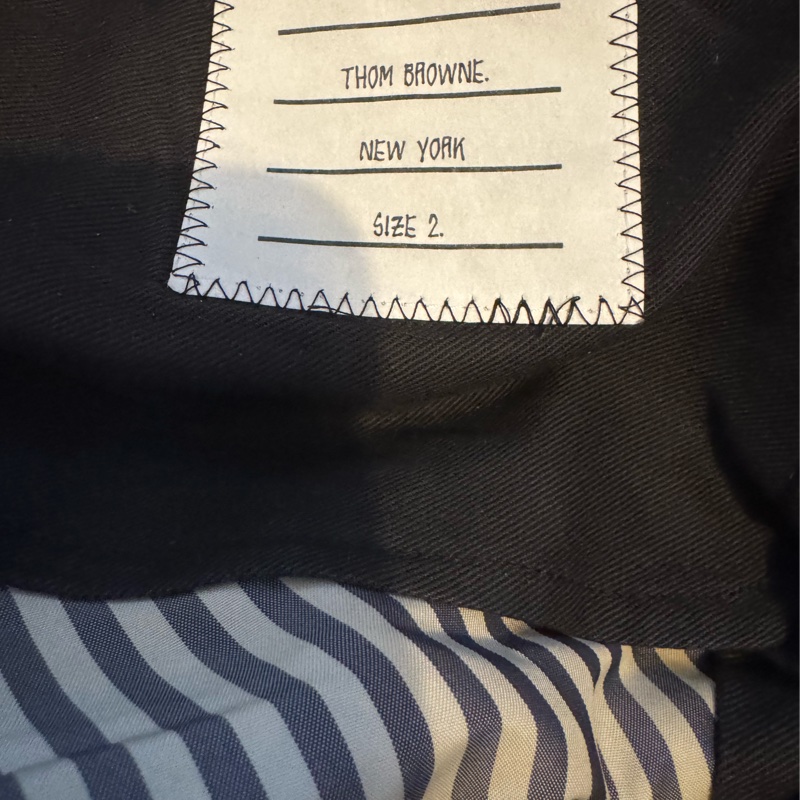 THOM BROWNE.
NEW YORK
SIZE 2.